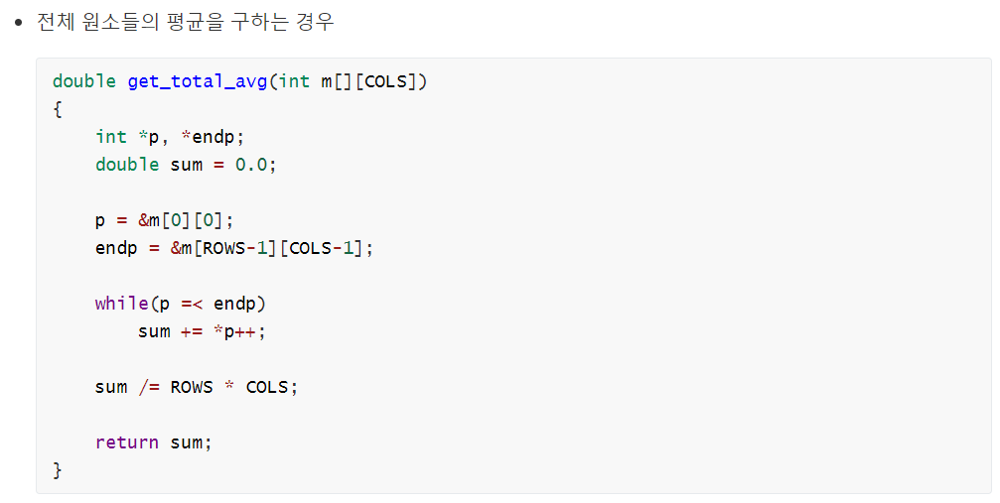 • 전체 원소들의 평균을 구하는 경우
double get_total_avg(int m[][COLS])
{
    int *p, *endp;
    double sum = 0.0;
    p = &m[0][0];
    endp = &m[ROWS-1][COLS-1];
    while(p =< endp)
        sum += *p++;
    sum /= ROWS * COLS;
    return sum;
}